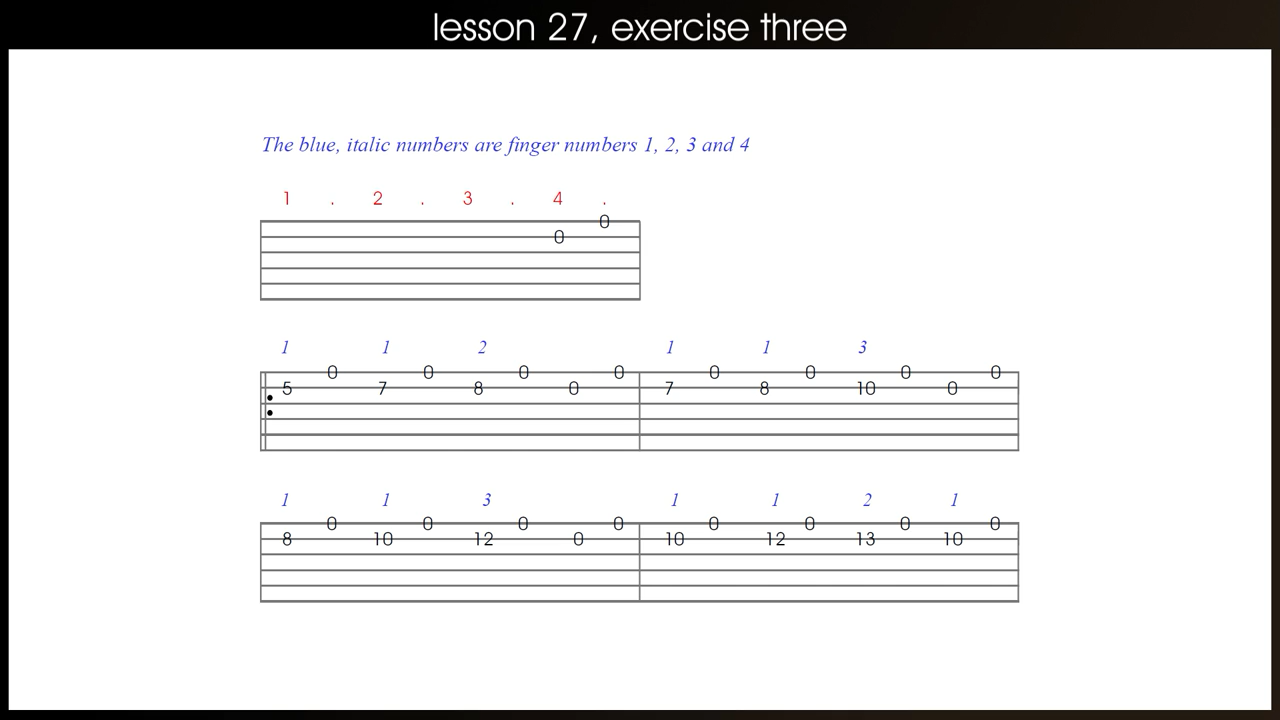 lesson 27, exercise three
The blue, italic numbers are finger numbers 1, 2, 3 and 4
1 . 2 . 3 . 4 .
0
0
1 1 2 1 1 3
0 0 0 0 0 0 0 0
5 7 8 0 7 8 10 0
1 1 3 1 1 2 1
0 0 0 0 0 0 0 0
8 10 12 0 10 12 13 10